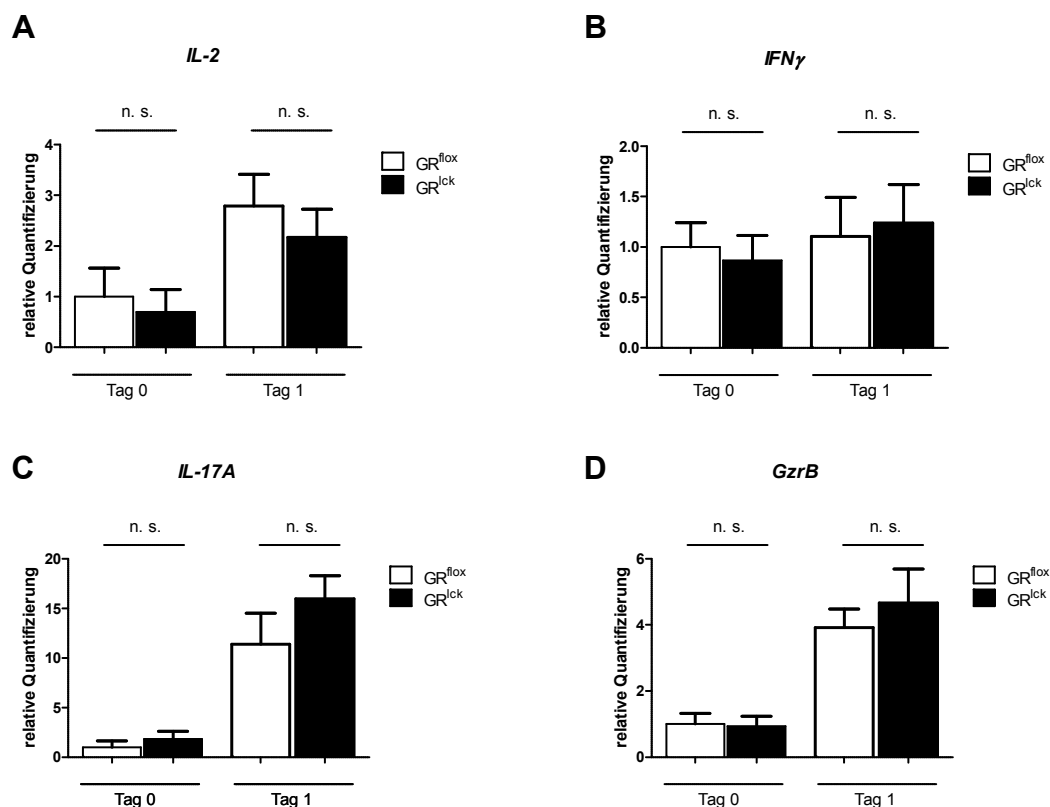 A
IL-2
n. s.
n. s.
relative Quantifizierung
4
3
2
1
0
Tag 0
Tag 1
GRflox
GRlck
B
IFNγ
n. s.
n. s.
relative Quantifizierung
2.0
1.5
1.0
0.5
0.0
Tag 0
Tag 1
GRflox
GRlck
C
IL-17A
n. s.
n. s.
relative Quantifizierung
20
15
10
5
0
Tag 0
Tag 1
GRflox
GRlck
D
GzrB
n. s.
n. s.
relative Quantifizierung
6
4
2
0
Tag 0
Tag 1
GRflox
GRlck